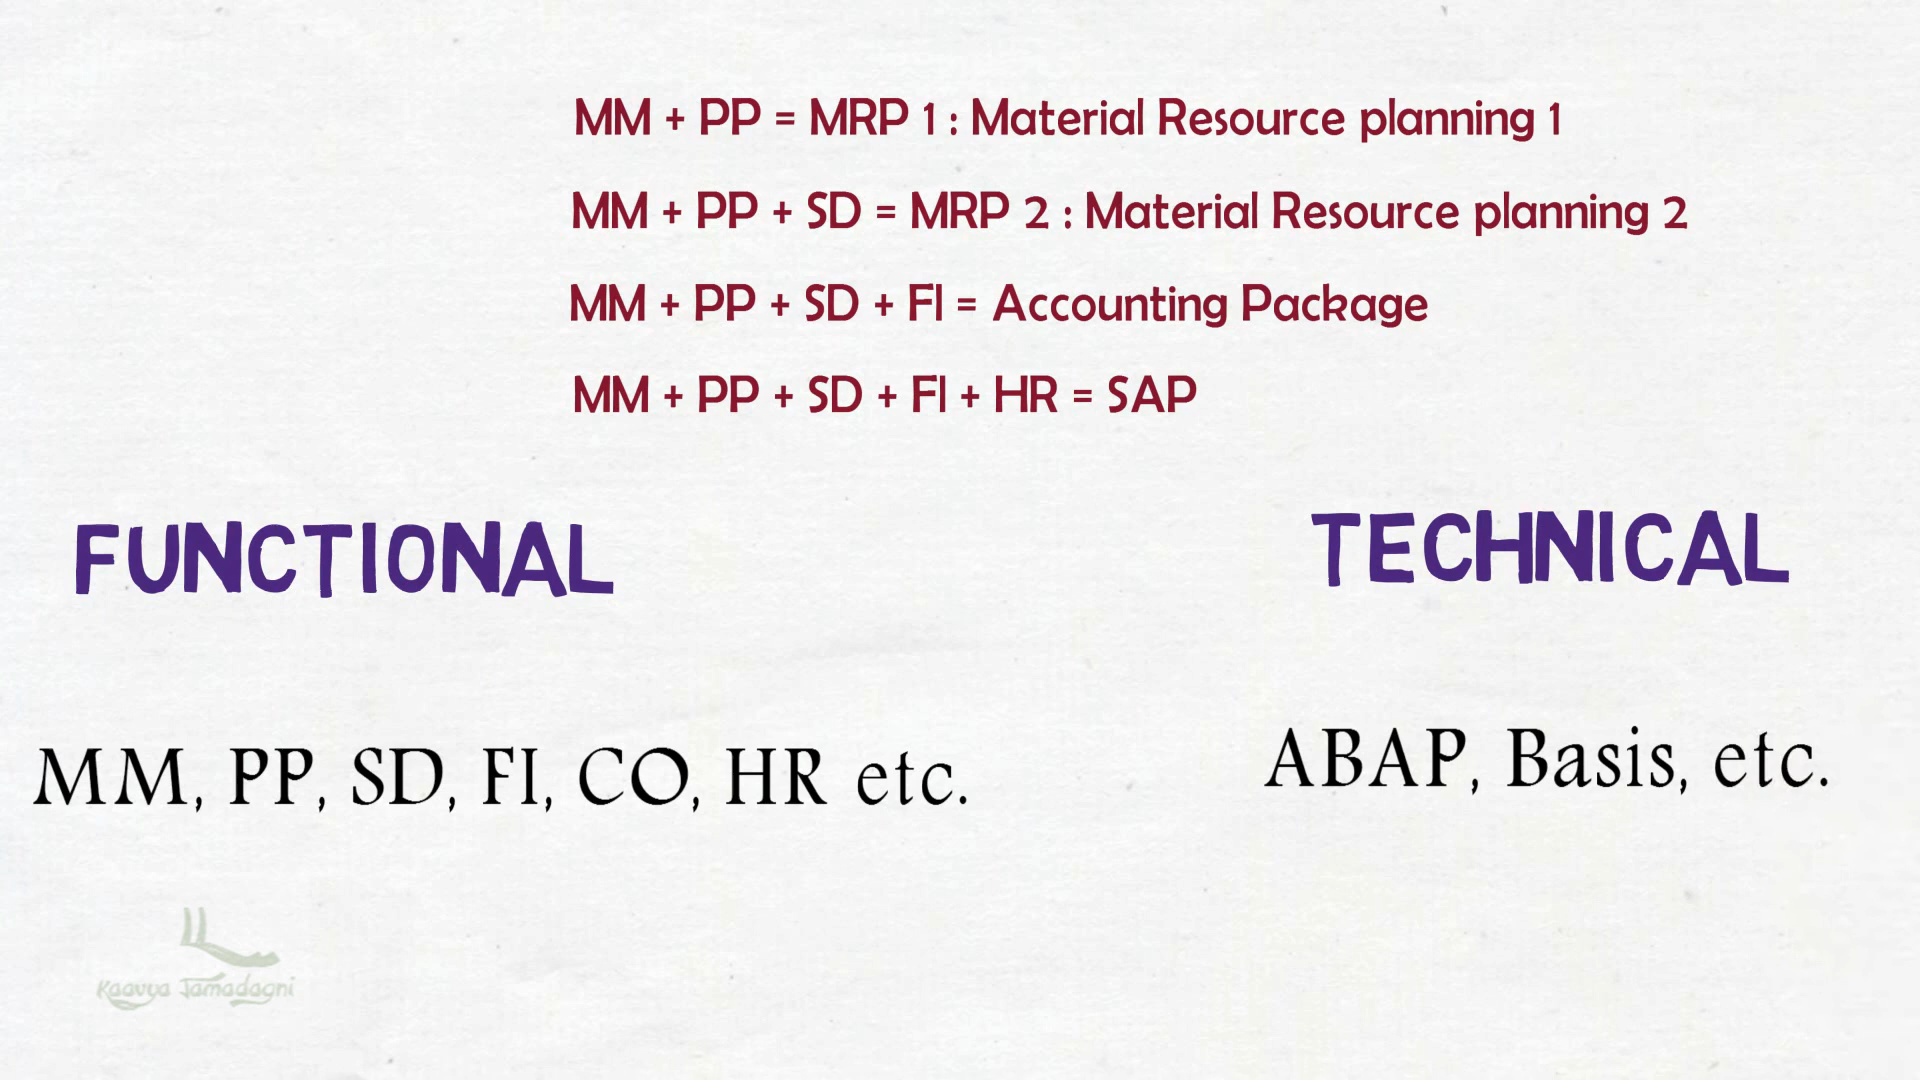 MM + PP = MRP 1 : Material Resource planning 1
MM + PP + SD = MRP 2 : Material Resource planning 2
MM + PP + SD + FI = Accounting Package
MM + PP + SD + FI + HR = SAP
FUNCTIONAL
TECHNICAL
MM, PP, SD, FI, CO, HR etc.
ABAP, Basis, etc.
Kaavya Jamadagni